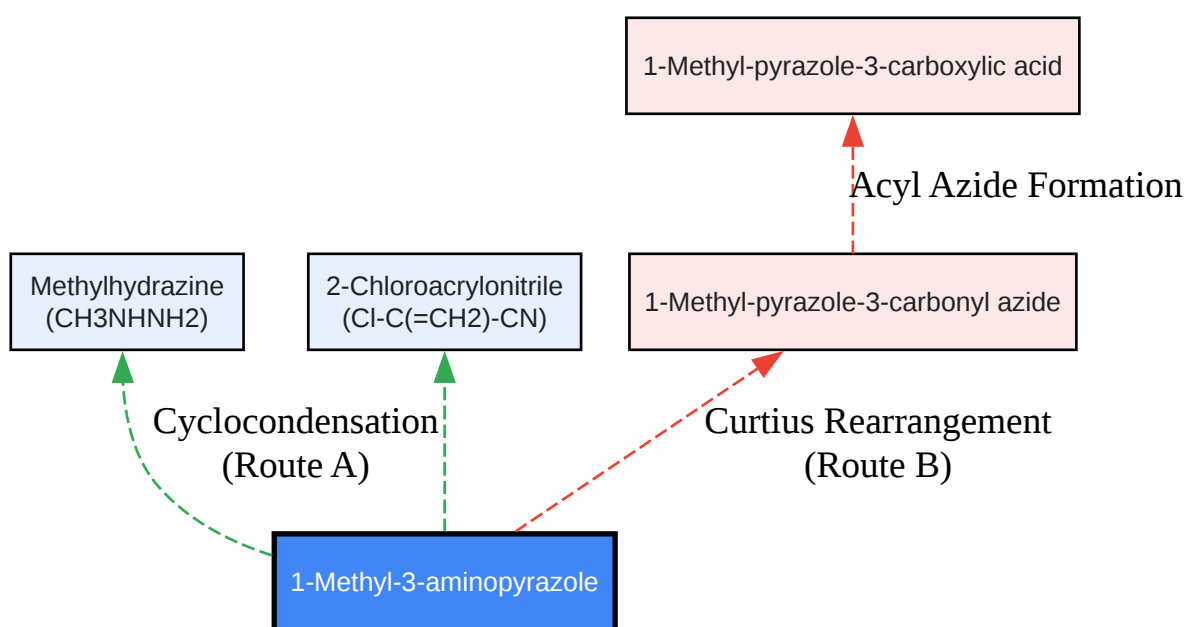 1-Methyl-pyrazole-3-carboxylic acid
Acyl Azide Formation
Methylhydrazine
(CH3NHNH2)
2-Chloroacrylonitrile
(Cl-C(=CH2)-CN)
1-Methyl-pyrazole-3-carbonyl azide
Cyclocondensation
(Route A)
Curtius Rearrangement
(Route B)
1-Methyl-3-aminopyrazole